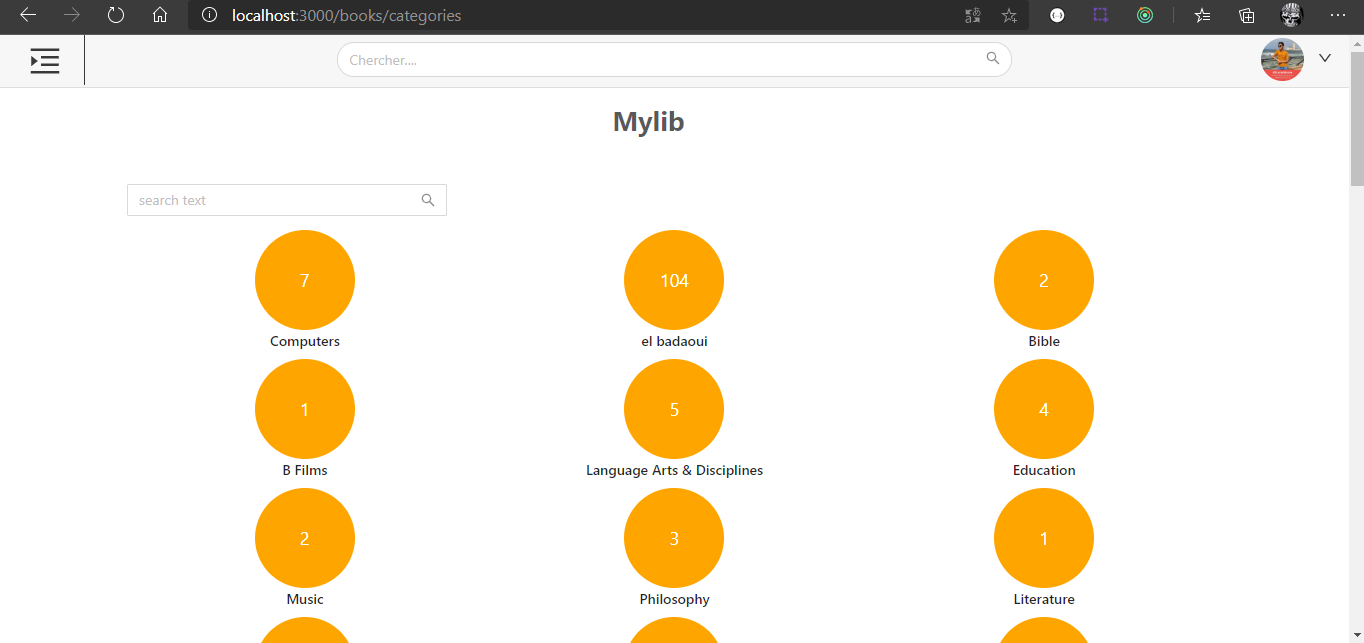 localhost:3000/books/categories
Chercher....
Mylib
search text
7
104
2
Computers
el badaoui
Bible
1
5
4
B Films
Language Arts & Disciplines
Education
2
3
1
Music
Philosophy
Literature